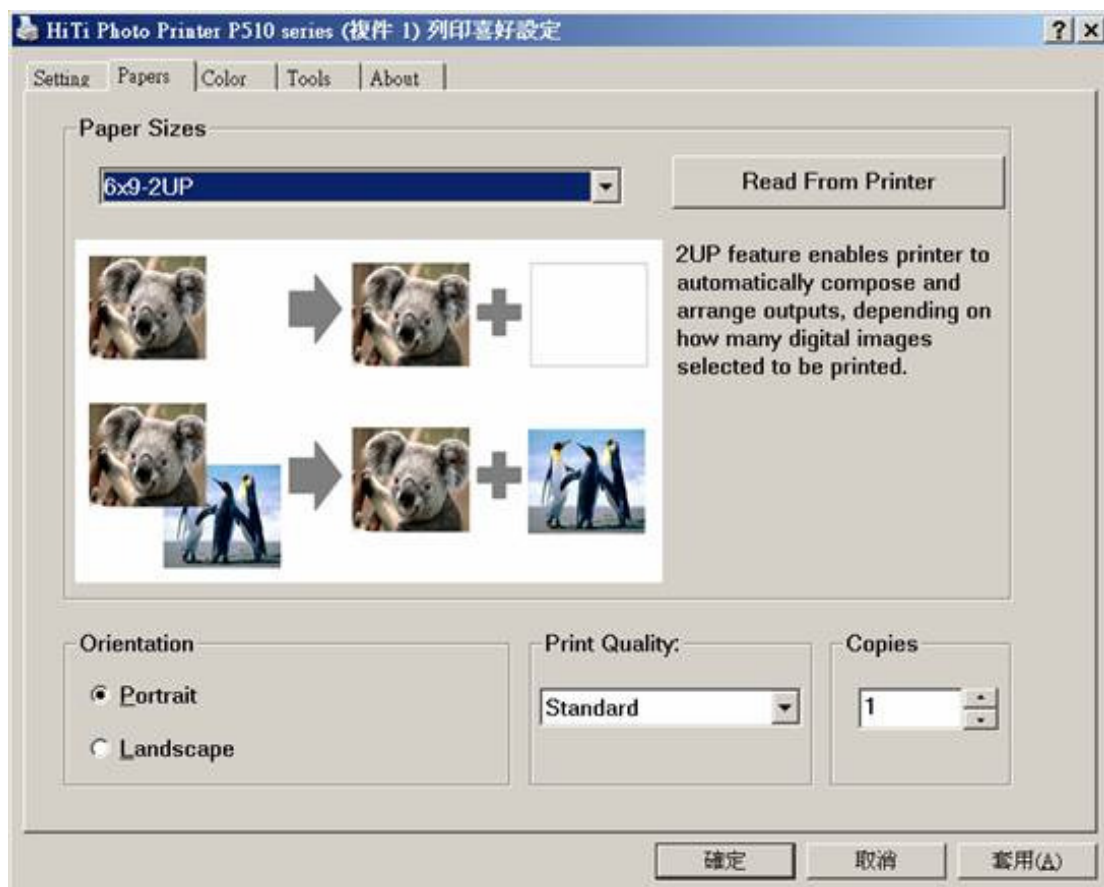 HiTi Photo Printer P510 series (複件 1) 列印喜好設定
Setting Papers Color Tools About
Paper Sizes
6x9-2UP
Read From Printer
2UP feature enables printer to
automatically compose and
arrange outputs, depending on
how many digital images
selected to be printed.
Orientation
Portrait
Landscape
Print Quality:
Standard
Copies
1
確定 取消 套用(A)